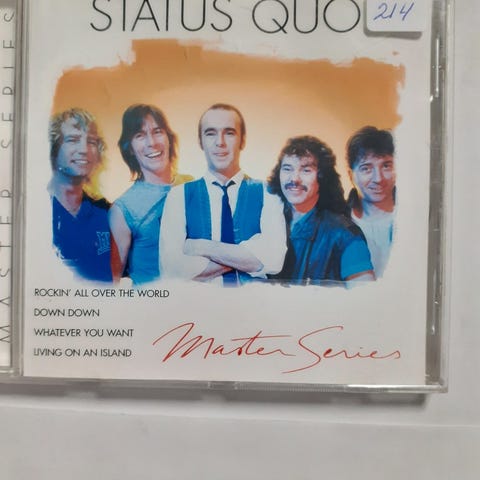 STATUS QUO
214
MASTER SERIES
ROCKIN' ALL OVER THE WORLD
DOWN DOWN
WHATEVER YOU WANT
LIVING ON AN ISLAND
Master Series